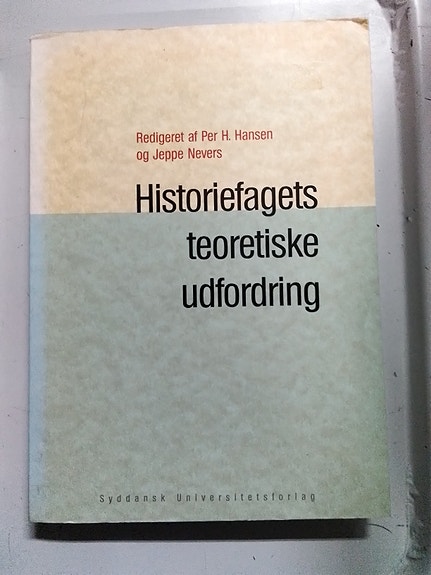 Redigeret af Per H. Hansen
og Jeppe Nevers
Historiefagets
teoretiske
udfordring
Syddansk Universitetsforlag